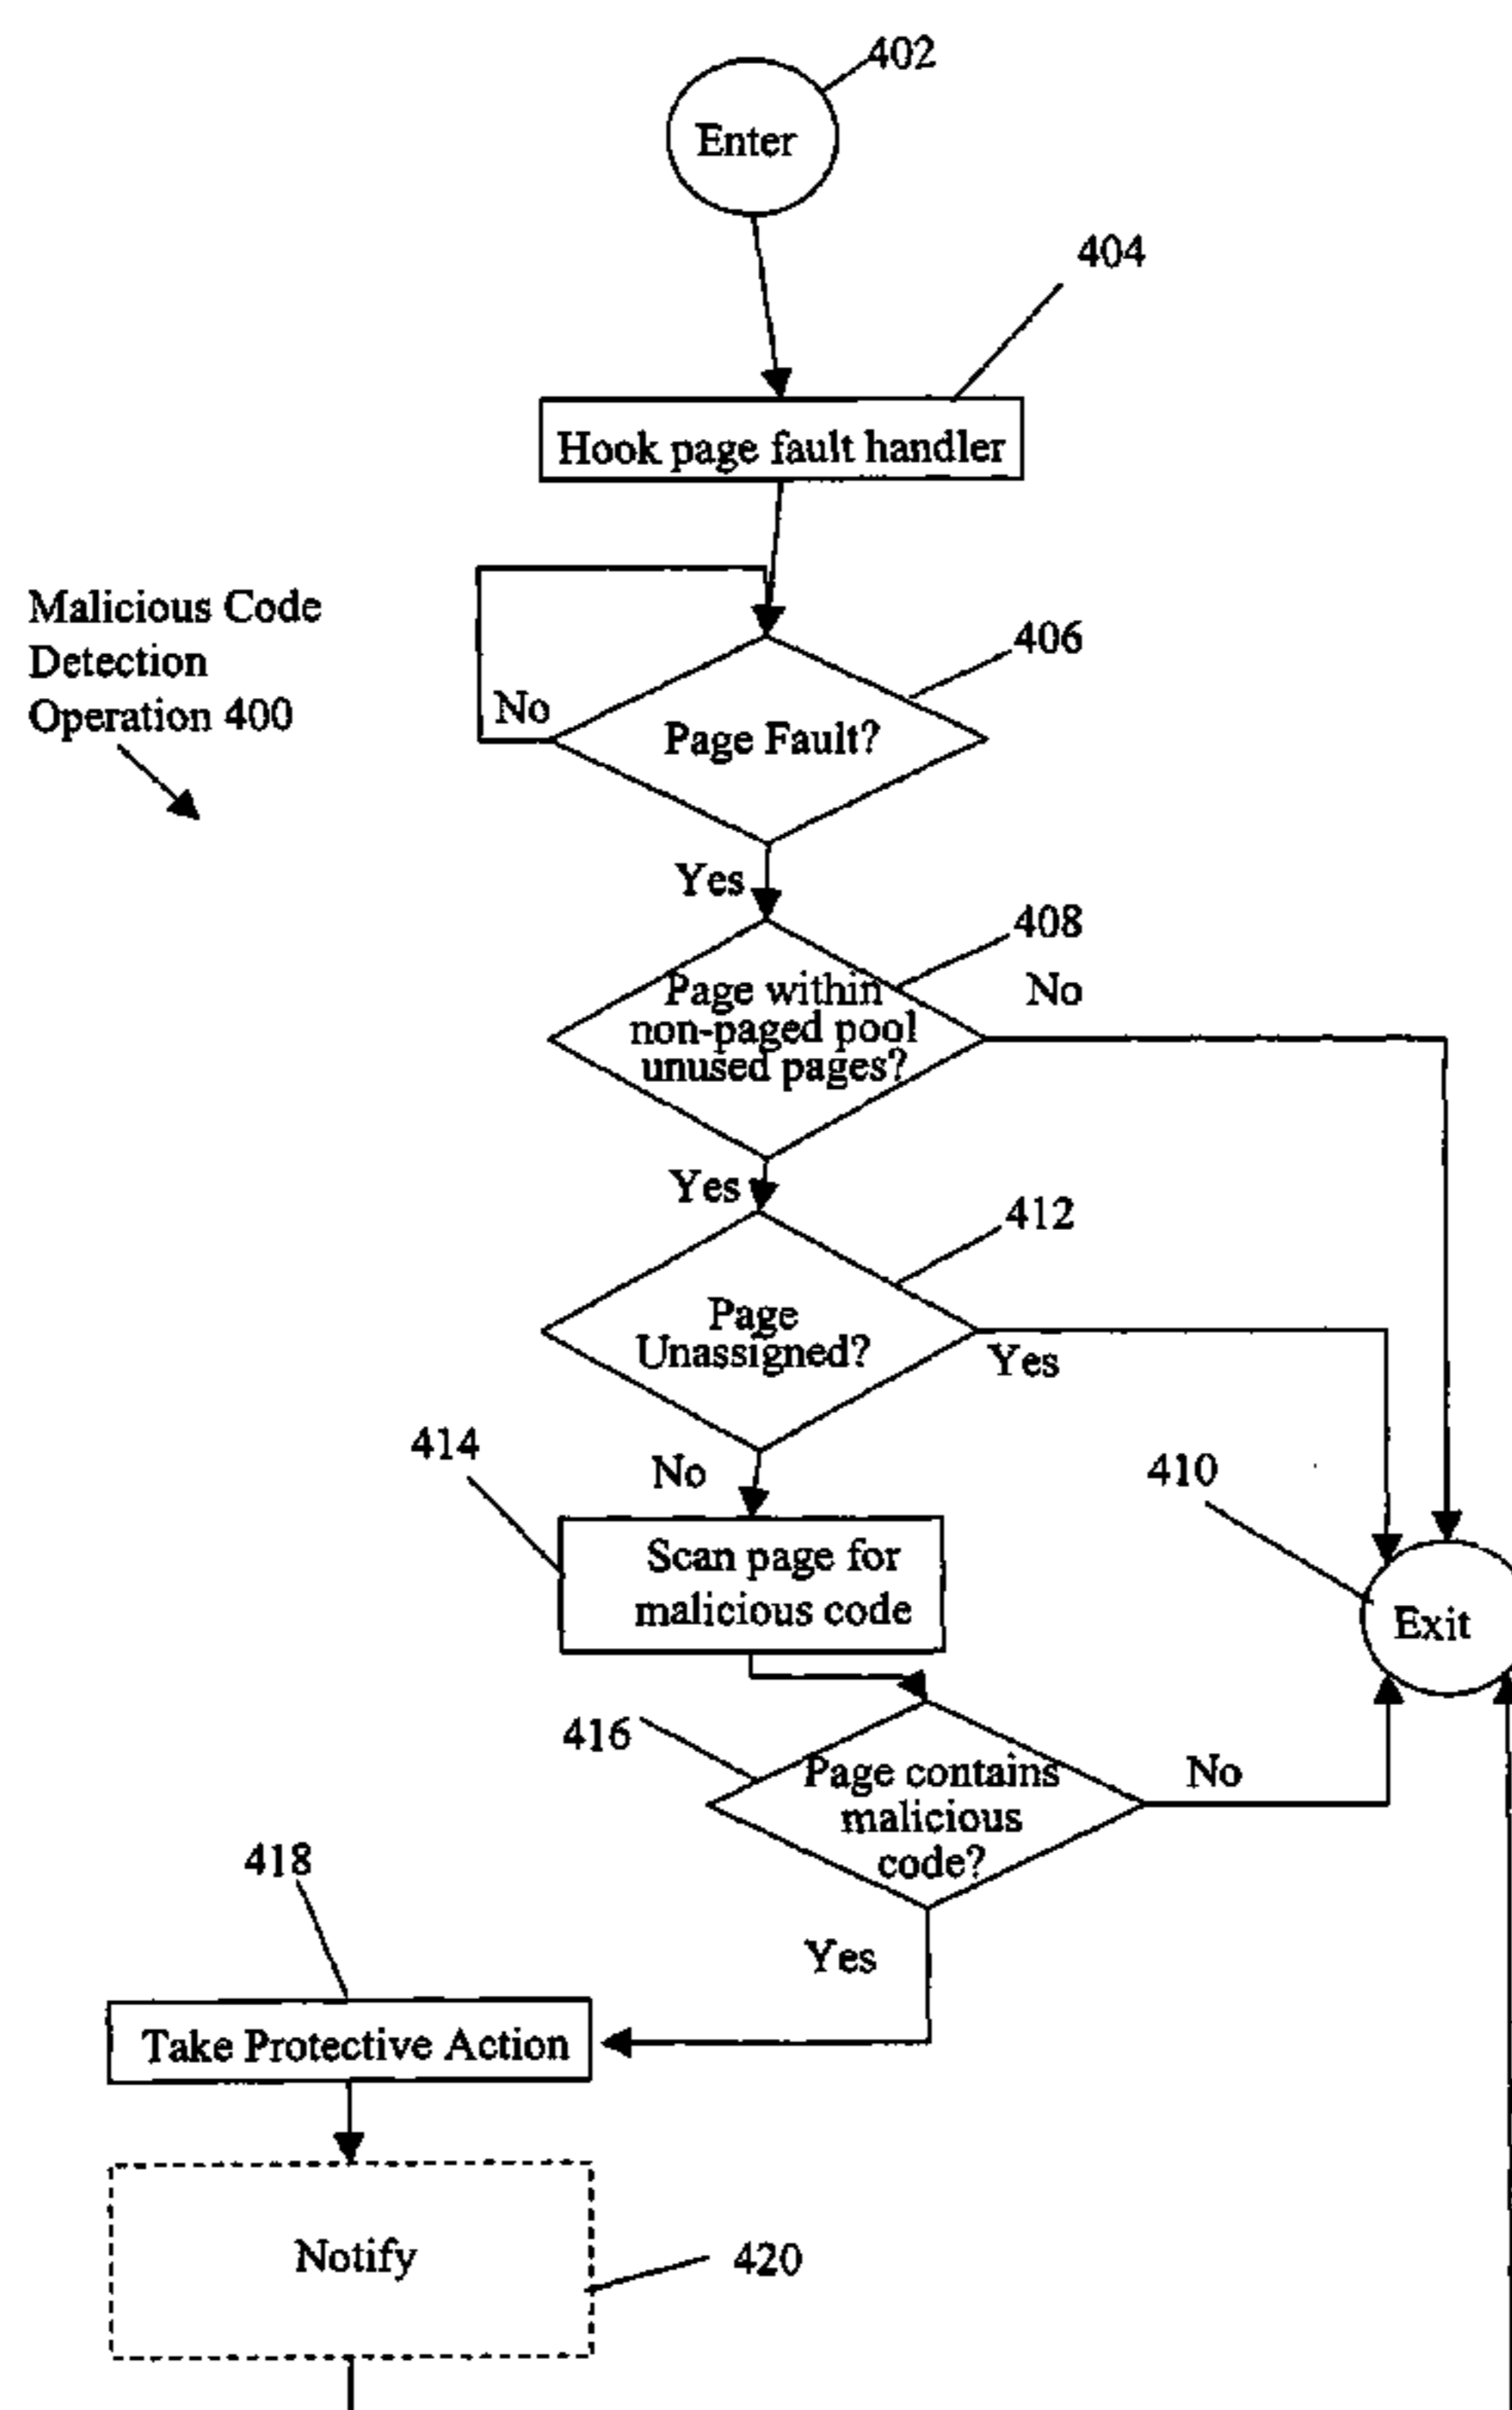 402
Enter
404
Hook page fault handler
Malicious Code
Detection
Operation 400
No
406
Page Fault?
Yes
408
Page within
non-paged pool
unused pages?
No
Yes
412
Page
Unassigned?
Yes
414
No
410
Scan page for
malicious code
Exit
416
Page contains
malicious
code?
No
418
Yes
Take Protective Action
Notify
420